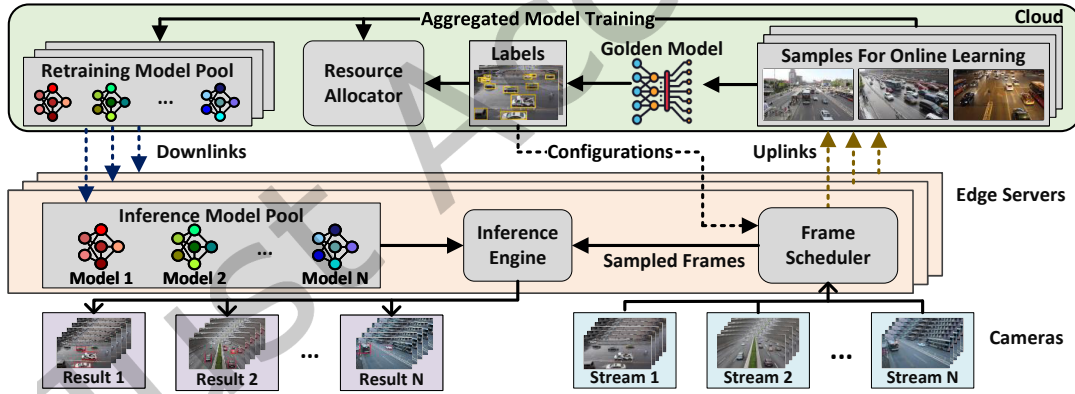 Aggregated Model Training
Cloud
Retraining Model Pool
...
Resource
Allocator
Labels
Golden Model
Samples For Online Learning
Downlinks
Configurations
Uplinks
Edge Servers
Inference Model Pool
...
Model 1
Model 2
Model N
Inference
Engine
Sampled Frames
Frame
Scheduler
Cameras
Result 1
Result 2
...
Result N
Stream 1
Stream 2
...
Stream N
Just Acc